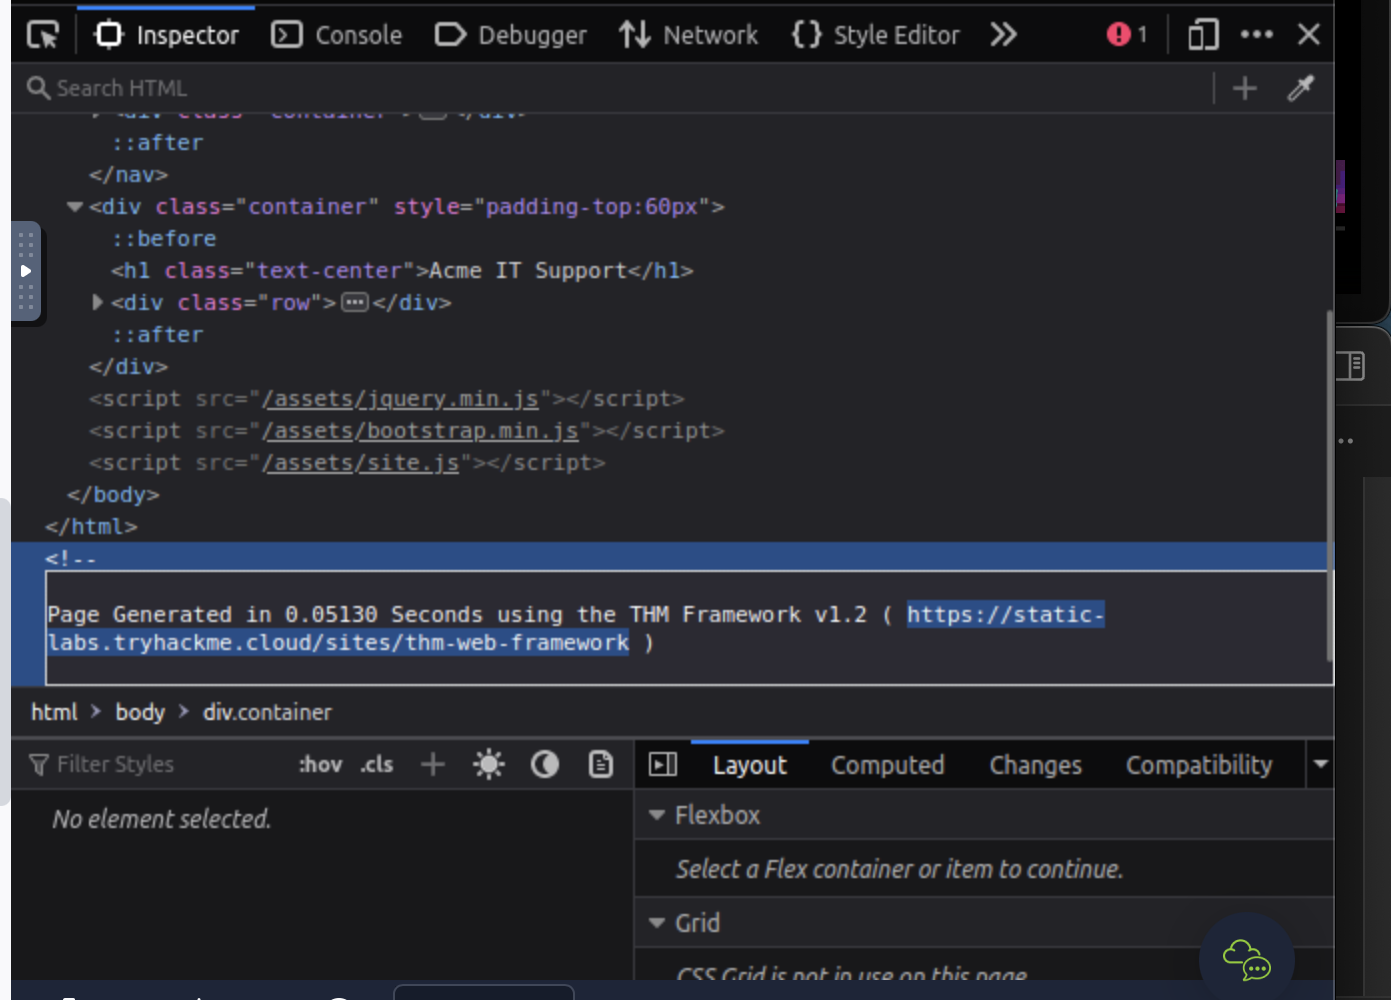 Inspector Console Debugger Network {} Style Editor 1
Search HTML
<div class="container"></div>
::after
</nav>
<div class="container" style="padding-top:60px">
::before
<h1 class="text-center">Acme IT Support</h1>
<div class="row"></div>
::after
</div>
<script src="/assets/jquery.min.js"></script>
<script src="/assets/bootstrap.min.js"></script>
<script src="/assets/site.js"></script>
</body>
</html>
<!--
Page Generated in 0.05130 Seconds using the THM Framework v1.2 ( https://static-
labs.tryhackme.cloud/sites/thm-web-framework )
html > body > div.container
Filter Styles :hov .cls + Layout Computed Changes Compatibility
No element selected.
Flexbox
Select a Flex container or item to continue.
Grid
CSS Grid is not in use on this page